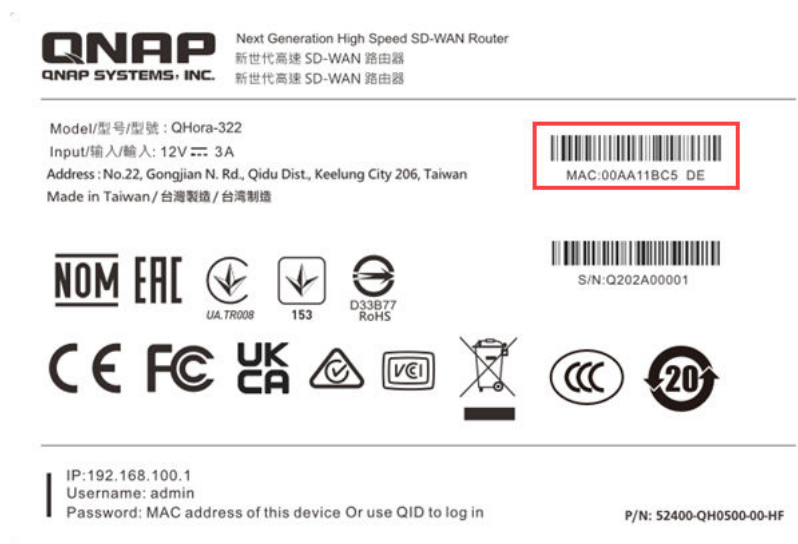 QNAP
QNAP SYSTEMS, INC.
Next Generation High Speed SD-WAN Router
新世代高速 SD-WAN 路由器
新世代高速 SD-WAN 路由器
Model/型号/型號 : QHora-322
Input/输入/輸入: 12V 3A
Address : No.22, Gongjian N. Rd., Qidu Dist., Keelung City 206, Taiwan
Made in Taiwan / 台灣製造 / 台湾制造
MAC:00AA11BC5 DE
S/N:Q202A00001
NOM EAC
UA.TR008
153
D33B77
RoHS
CE FC UK
CA
VCI
CCC
20
IP:192.168.100.1
Username: admin
Password: MAC address of this device Or use QID to log in
P/N: 52400-QH0500-00-HF